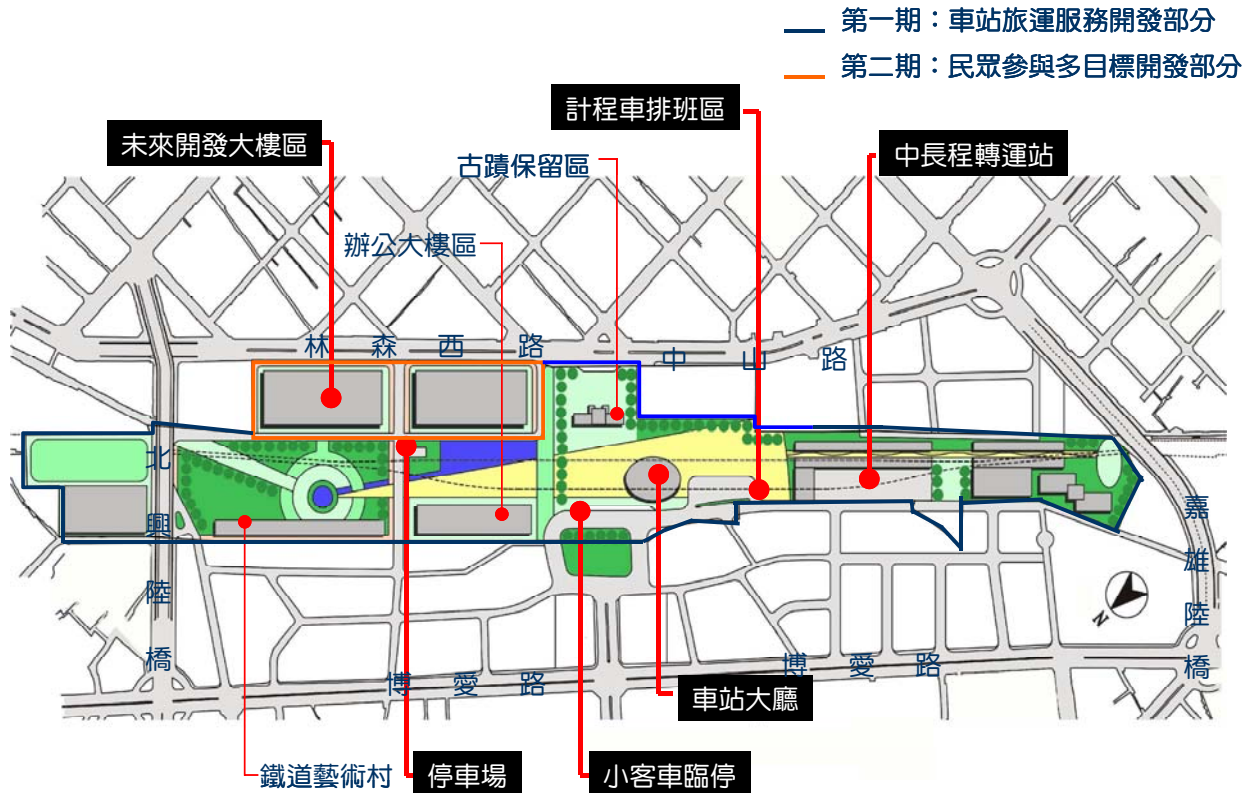 第一期：車站旅運服務開發部分
第二期：民眾參與多目標開發部分
計程車排班區
未來開發大樓區
中長程轉運站
古蹟保留區
辦公大樓區
林森西路
中山路
北興陸橋
嘉雄陸橋
N
博愛路
博愛路
車站大廳
鐵道藝術村
停車場
小客車臨停